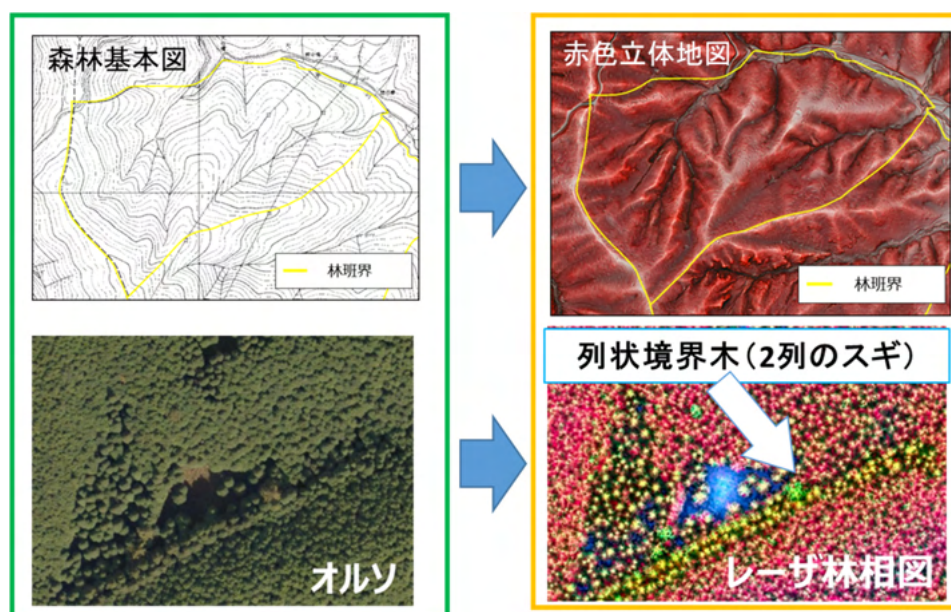 森林基本図
林班界
赤色立体地図
林班界
オルソ
列状境界木(2列のスギ)
レーザ林相図